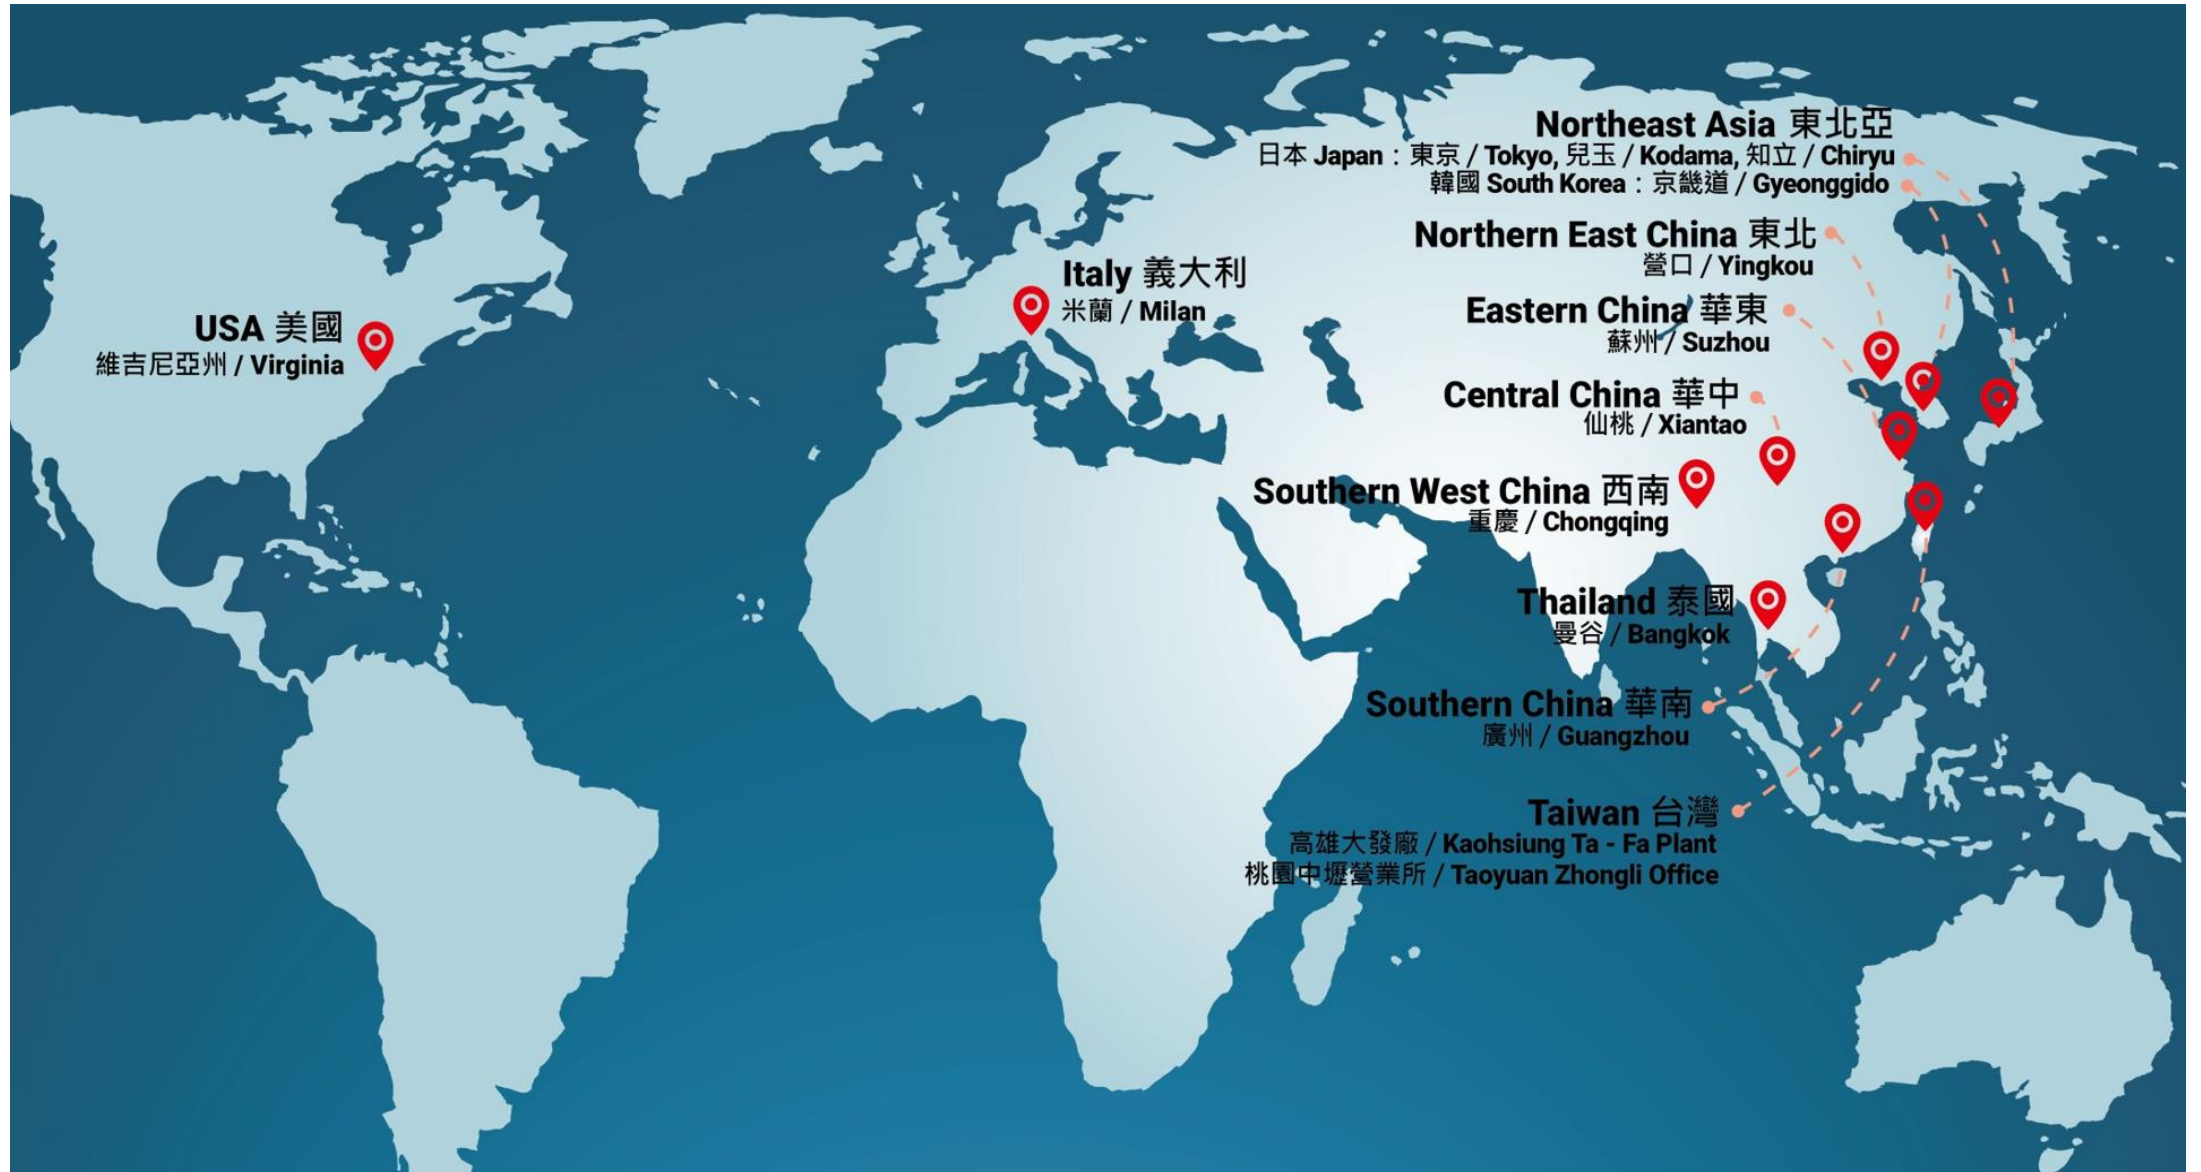 Northeast Asia 東北亞
日本 Japan：東京 / Tokyo, 兒玉 / Kodama, 知立 / Chiryu
韓國 South Korea：京畿道 / Gyeonggido
Northern East China 東北
營口 / Yingkou
Italy 義大利
米蘭 / Milan
Eastern China 華東
蘇州 / Suzhou
USA 美國
維吉尼亞州 / Virginia
Central China 華中
仙桃 / Xiantao
Southern West China 西南
重慶 / Chongqing
Thailand 泰國
曼谷 / Bangkok
Southern China 華南
廣州 / Guangzhou
Taiwan 台灣
高雄大發廠 / Kaohsiung Ta - Fa Plant
桃園中壢營業所 / Taoyuan Zhongli Office